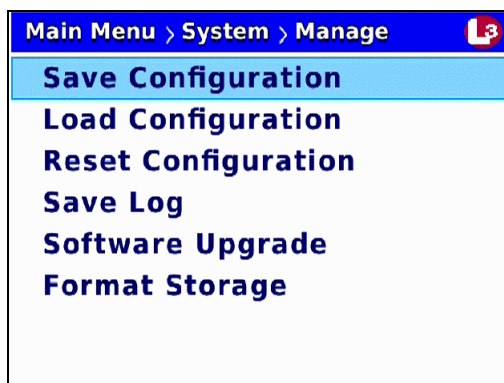 Main Menu > System > Manage L3
Save Configuration
Load Configuration
Reset Configuration
Save Log
Software Upgrade
Format Storage